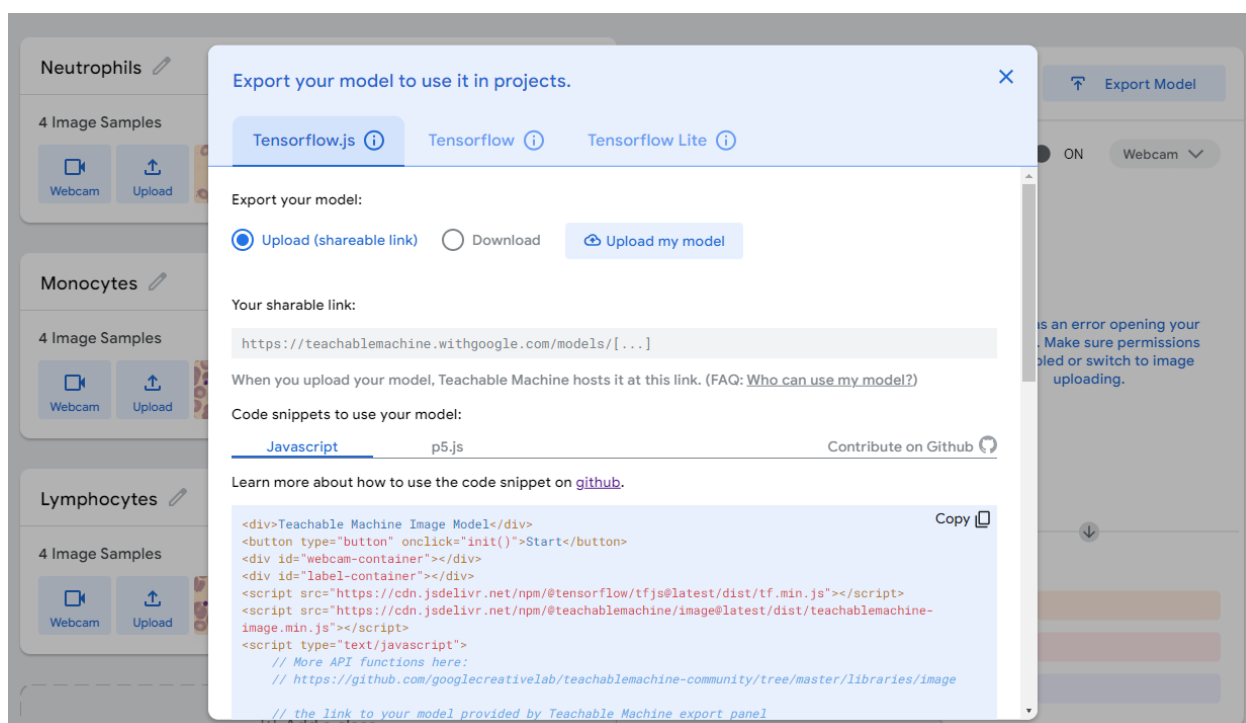 Neutrophils
4 Image Samples
Webcam
Upload
Monocytes
4 Image Samples
Webcam
Upload
Lymphocytes
4 Image Samples
Webcam
Upload
Export your model to use it in projects.
Tensorflow.js
Tensorflow
Tensorflow Lite
Export your model:
Upload (shareable link)
Download
Upload my model
Your sharable link:
https://teachablemachine.withgoogle.com/models/[...]
When you upload your model, Teachable Machine hosts it at this link. (FAQ: Who can use my model?)
Code snippets to use your model:
Javascript
p5.js
Contribute on Github
Learn more about how to use the code snippet on github.
Copy
<div>Teachable Machine Image Model</div>
<button type="button" onclick="init()">Start</button>
<div id="webcam-container"></div>
<div id="label-container"></div>
<script src="https://cdn.jsdelivr.net/npm/@tensorflow/tfjs@latest/dist/tf.min.js"></script>
<script src="https://cdn.jsdelivr.net/npm/@teachablemachine/image@latest/dist/teachablemachine-
image.min.js"></script>
<script type="text/javascript">
// More API functions here:
// https://github.com/googlecreativelab/teachablemachine-community/tree/master/libraries/image
// the link to your model provided by Teachable Machine export panel
Export Model
ON
Webcam
an error opening your
Make sure permissions
or switch to image
uploading.